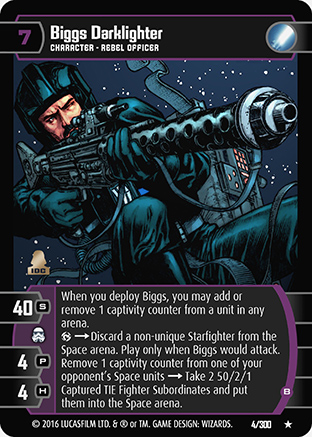 7
Biggs Darklighter
CHARACTER - REBEL OFFICER
IDC
40 S
4 P
4 H
When you deploy Biggs, you may add or
remove 1 captivity counter from a unit in any
arena.
→Discard a non-unique Starfighter from the
Space arena. Play only when Biggs would attack.
Remove 1 captivity counter from one of your
opponent's Space units → Take 2 50/2/1
Captured TIE Fighter Subordinates and put
them into the Space arena.
B
© 2016 LUCASFILM LTD. & ® or TM. GAME DESIGN: WIZARDS.
4/300